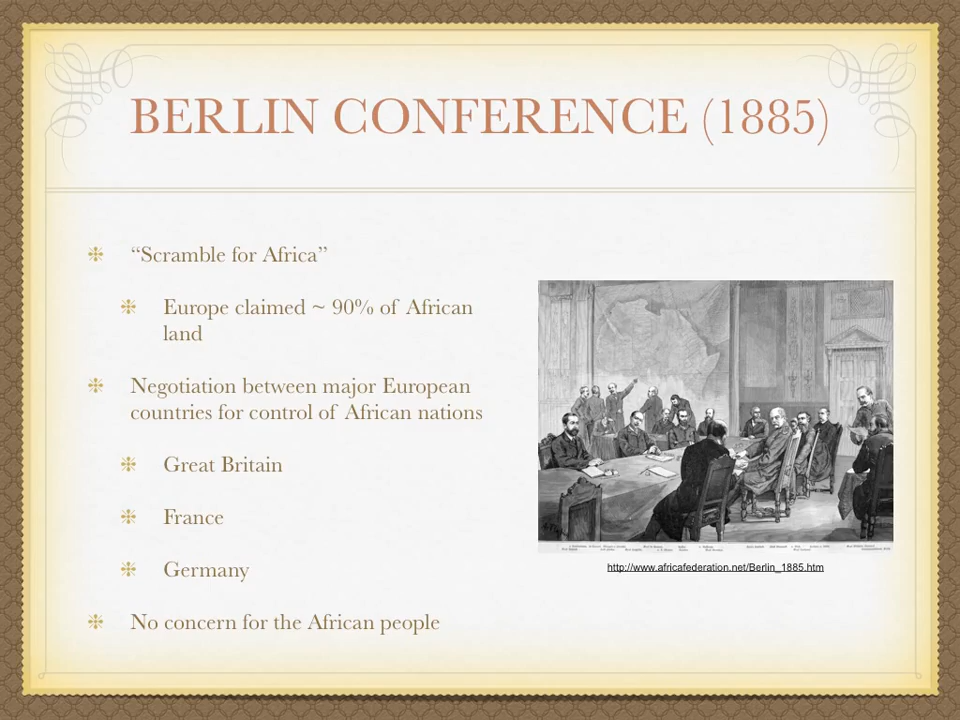 BERLIN CONFERENCE (1885)
“Scramble for Africa”
Europe claimed ~ 90% of African
land
Negotiation between major European
countries for control of African nations
Great Britain
France
Germany
No concern for the African people
http://www.africafederation.net/Berlin_1885.htm